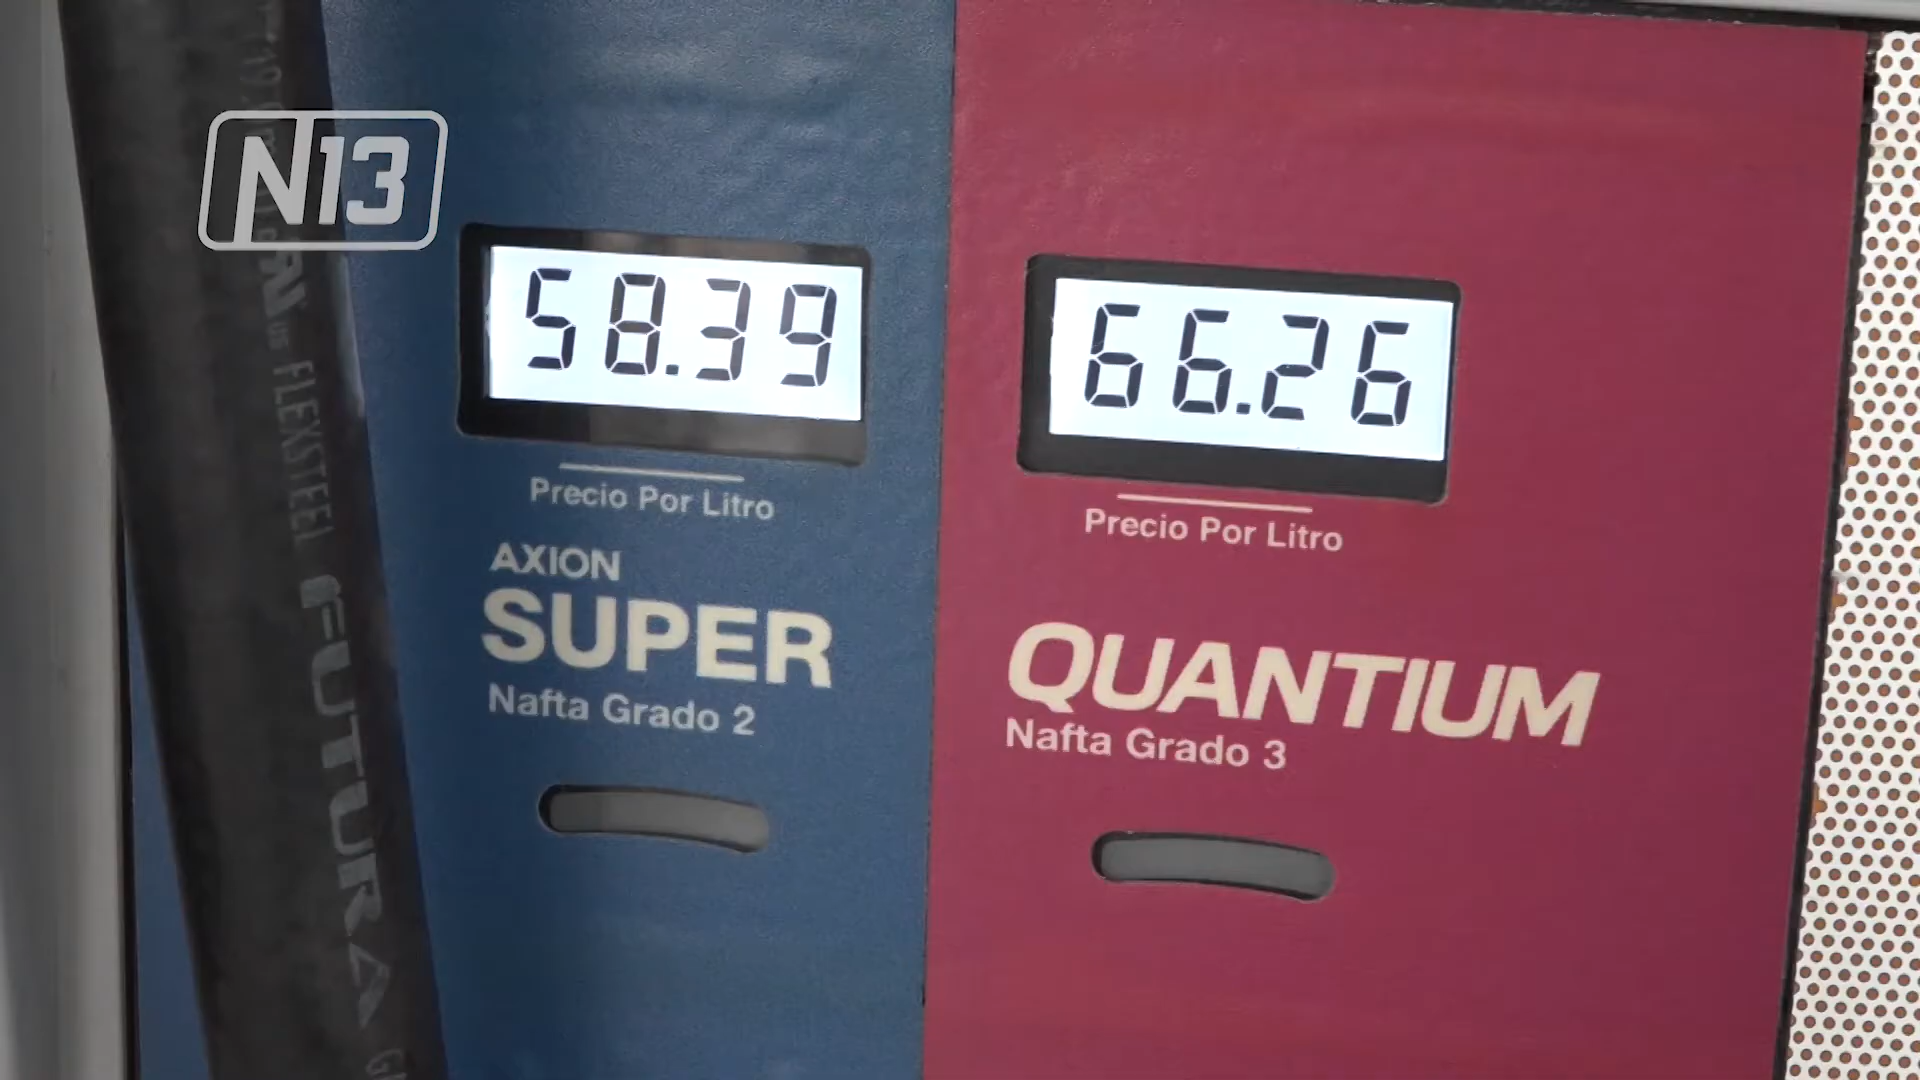 N13
58.39
Precio Por Litro
AXION
SUPER
Nafta Grado 2
66.26
Precio Por Litro
QUANTIUM
Nafta Grado 3
FLEXSTEEL FUTURA